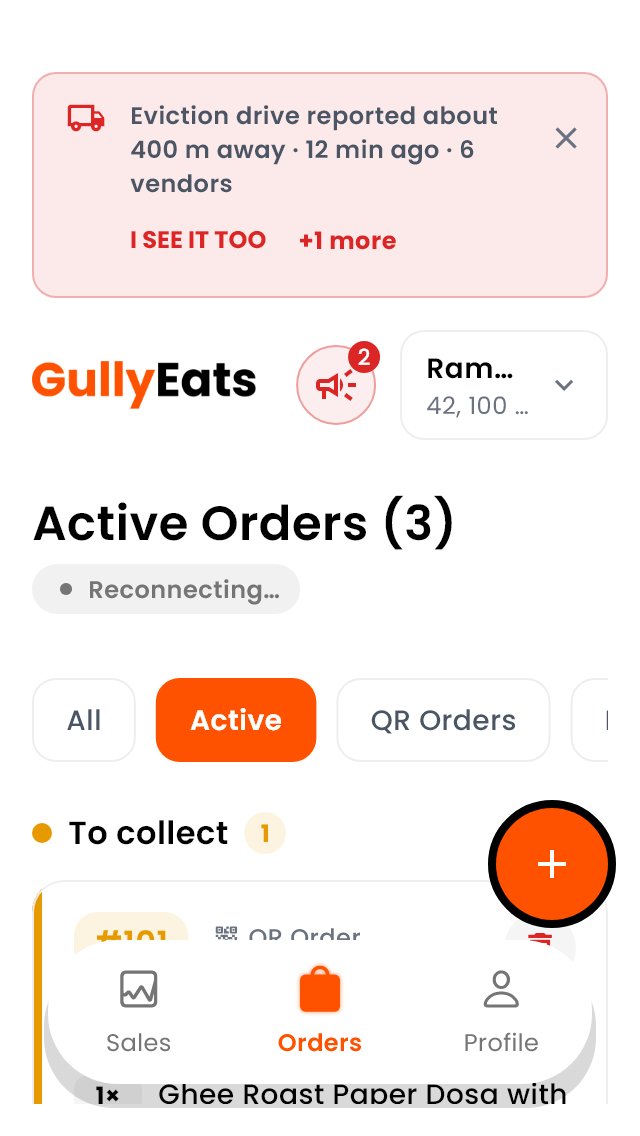 Eviction drive reported about
400 m away · 12 min ago · 6
vendors
I SEE IT TOO +1 more
GullyEats
2
Ram...
42, 100 ...
Active Orders (3)
Reconnecting...
All Active QR Orders
To collect 1
+
#101 QR Order
Sales Orders Profile
1× Ghee Roast Paper Dosa with